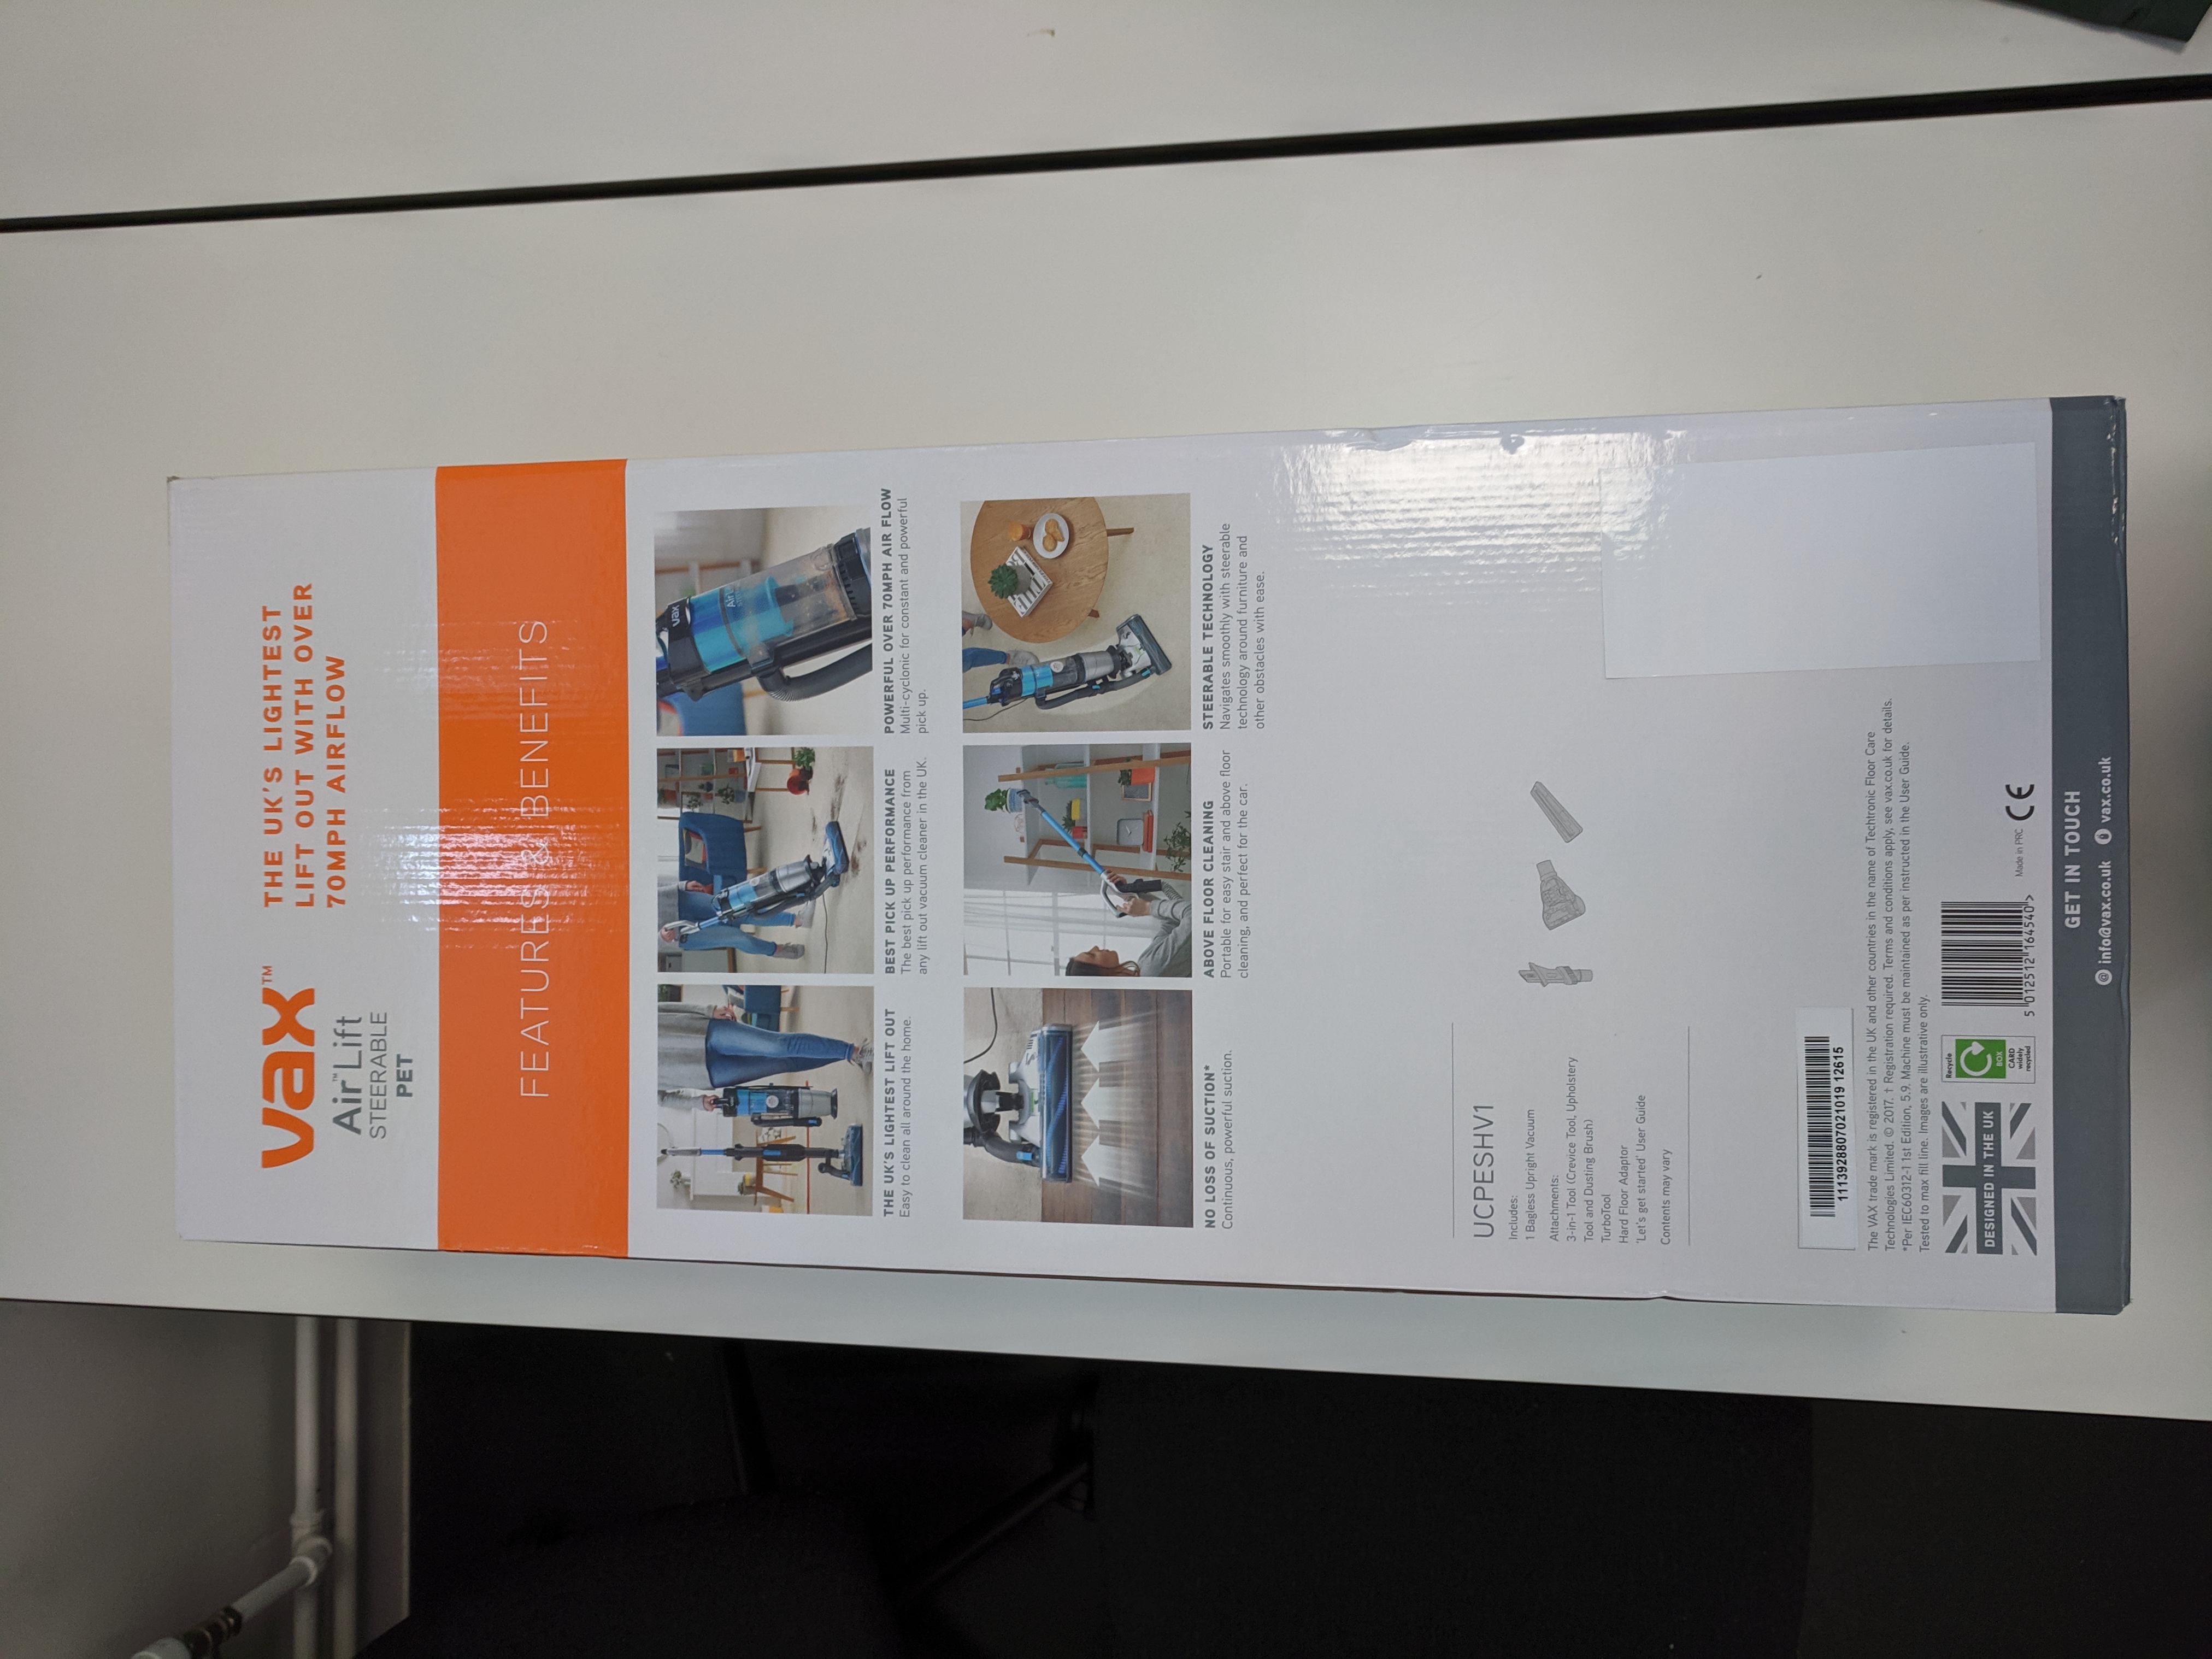 vax™
Air™Lift
STEERABLE
PET
THE UK'S LIGHTEST
LIFT OUT WITH OVER
70MPH AIRFLOW
FEATURES & BENEFITS
vax
THE UK'S LIGHTEST LIFT OUT
Easy to clean all around the home.
BEST PICK UP PERFORMANCE
The best pick up performance from
any lift out vacuum cleaner in the UK.
POWERFUL OVER 70MPH AIR FLOW
Multi-cyclonic for constant and powerful
pick up.
NO LOSS OF SUCTION*
Continuous, powerful suction.
ABOVE FLOOR CLEANING
Portable for easy stair and above floor
cleaning, and perfect for the car.
STEERABLE TECHNOLOGY
Navigates smoothly with steerable
technology around furniture and
other obstacles with ease.
UCPESHV1
Includes:
1 Bagless Upright Vacuum
Attachments:
3-in-1 Tool (Crevice Tool, Upholstery
Tool and Dusting Brush)
TurboTool
Hard Floor Adaptor
'Let's get started' User Guide
Contents may vary
1113928807021019 12615
The VAX trade mark is registered in the UK and other countries in the name of Techtronic Floor Care
Technologies Limited. © 2017. † Registration required. Terms and conditions apply, see vax.co.uk for details.
*Per IEC60312-1 1st Edition, 5.9. Machine must be maintained as per instructed in the User Guide.
Tested to max fill line. Images are illustrative only.
DESIGNED IN THE UK
Recycle
BOX
CARD
widely
recycled
5 012512 164540 >
Made in PRC
CE
GET IN TOUCH
info@vax.co.uk
vax.co.uk